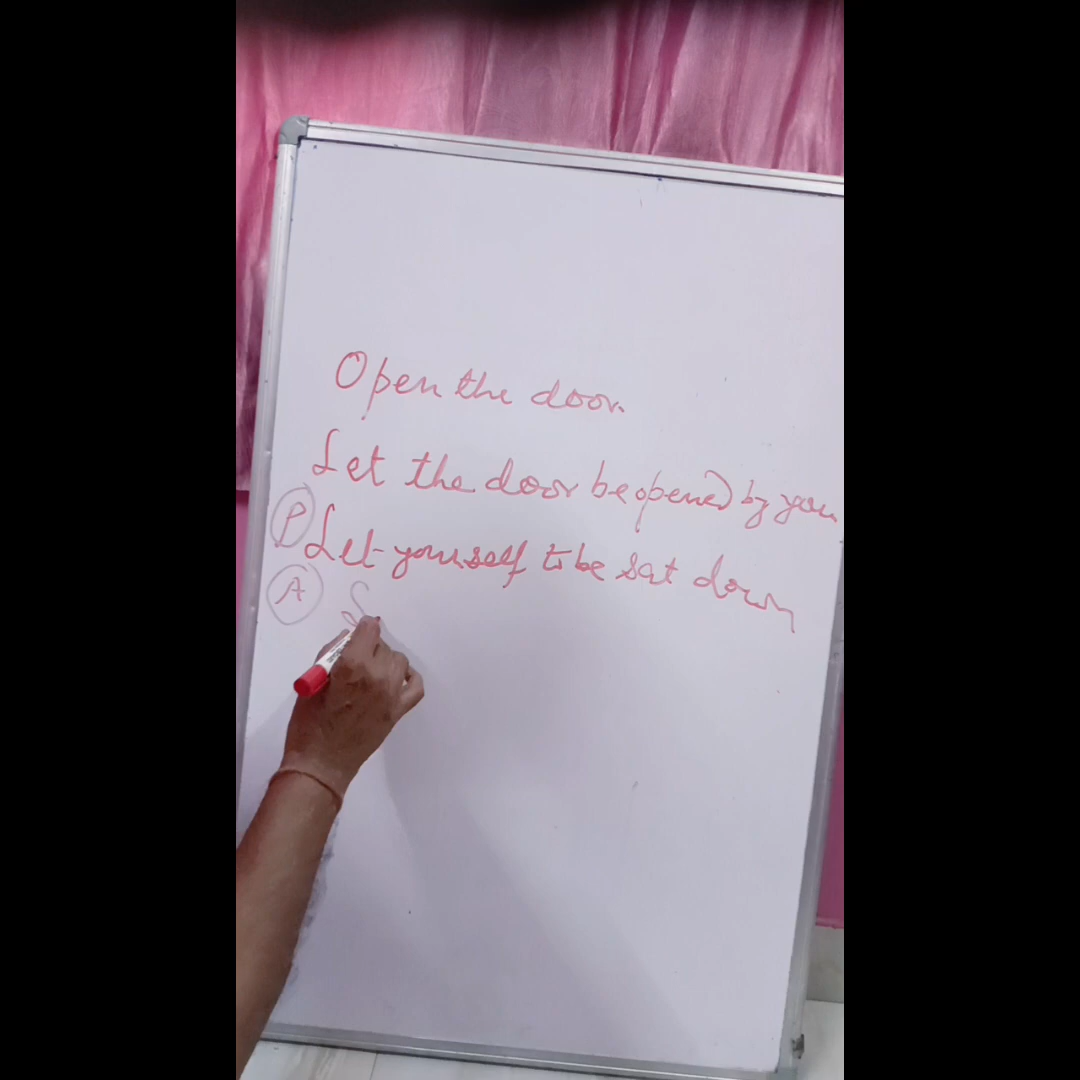 Open the door.
Let the door be opened by you
(P) Let yourself to be sat down
(A) S